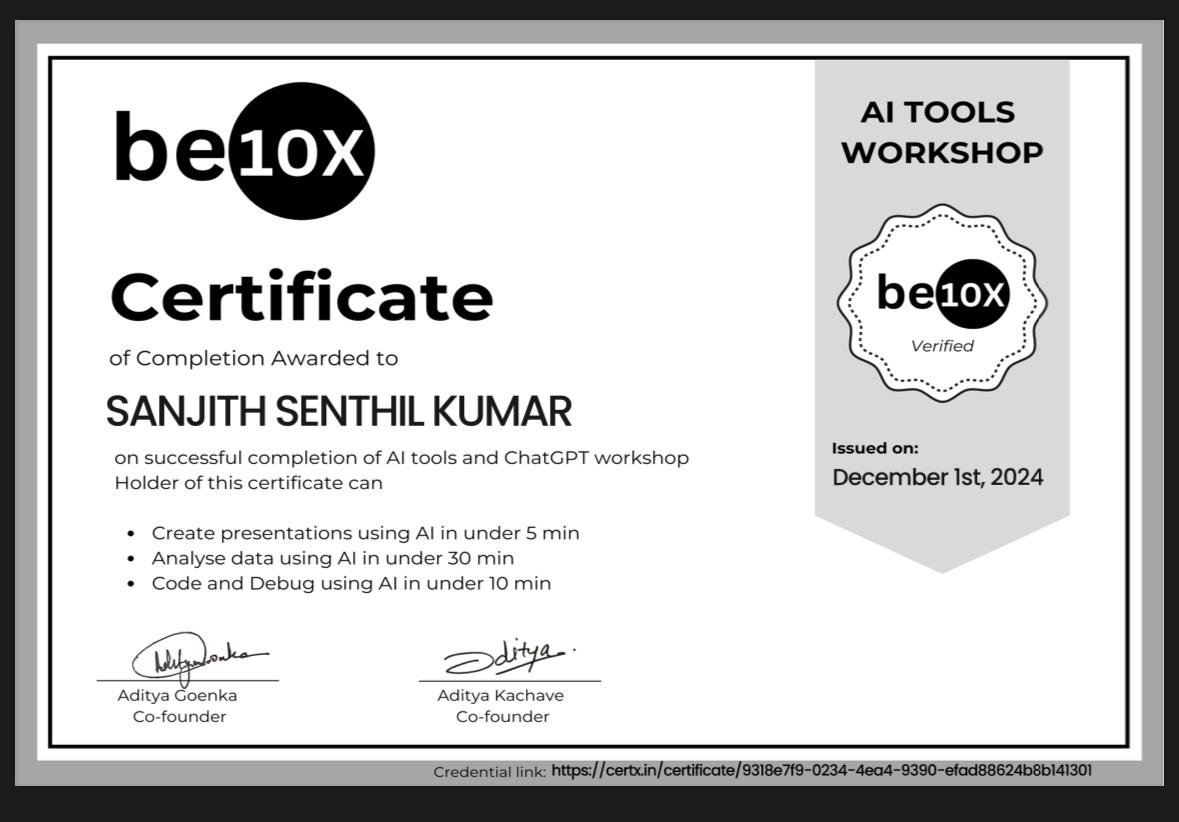 be10X
Certificate
of Completion Awarded to
SANJITH SENTHIL KUMAR
on successful completion of AI tools and ChatGPT workshop
Holder of this certificate can
• Create presentations using AI in under 5 min
• Analyse data using AI in under 30 min
• Code and Debug using AI in under 10 min
Aditya Goenka
Co-founder
Aditya.
Aditya Kachave
Co-founder
AI TOOLS
WORKSHOP
be10X
Verified
Issued on:
December 1st, 2024
Credential link: https://certx.in/certificate/9318e7f9-0234-4ea4-9390-efad88624b8b141301